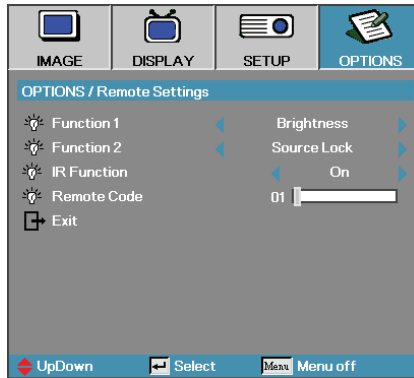 IMAGE DISPLAY SETUP OPTIONS
OPTIONS / Remote Settings
Function 1 Brightness
Function 2 Source Lock
IR Function On
Remote Code 01
Exit
UpDown Select Menu Menu off